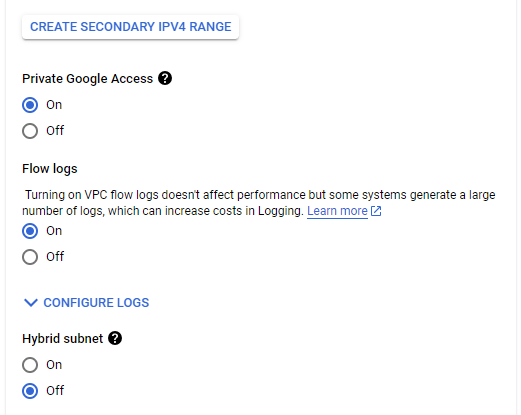 CREATE SECONDARY IPV4 RANGE
Private Google Access ?
On
Off
Flow logs
Turning on VPC flow logs doesn't affect performance but some systems generate a large
number of logs, which can increase costs in Logging. Learn more
On
Off
CONFIGURE LOGS
Hybrid subnet ?
On
Off